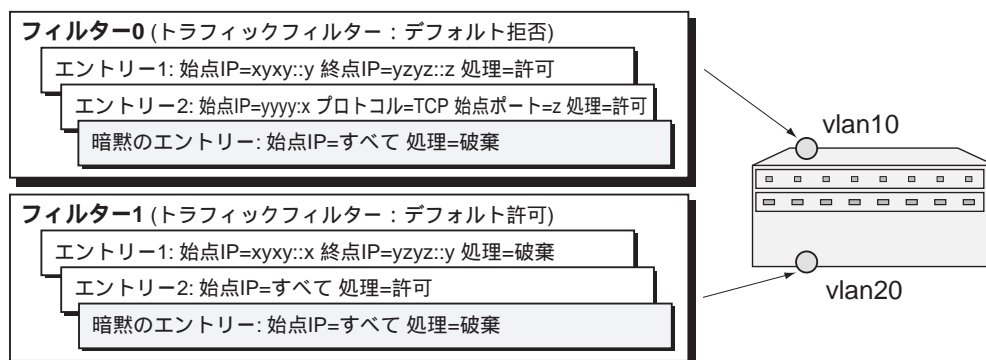 フィルター0 (トラフィックフィルター：デフォルト拒否)
エントリー1: 始点IP=xyxy::y 終点IP=yzyz::z 処理=許可
エントリー2: 始点IP=yyyy:x プロトコル=TCP 始点ポート=z 処理=許可
暗黙のエントリー: 始点IP=すべて 処理=破棄
フィルター1 (トラフィックフィルター：デフォルト許可)
エントリー1: 始点IP=xyxy::x 終点IP=yzyz::y 処理=破棄
エントリー2: 始点IP=すべて 処理=許可
暗黙のエントリー: 始点IP=すべて 処理=破棄
vlan10
vlan20